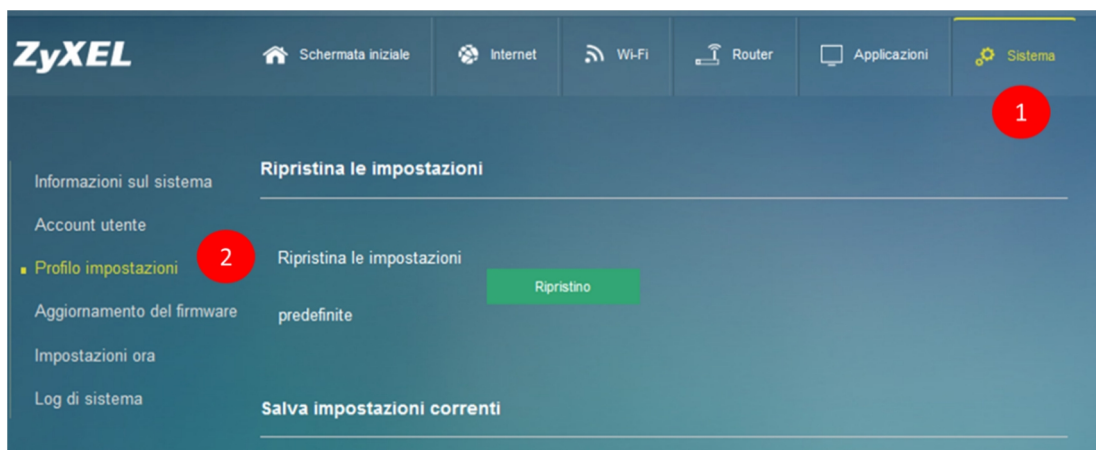 ZyXEL
Schermata iniziale
Internet
Wi-Fi
Router
Applicazioni
Sistema
1
Ripristina le impostazioni
Informazioni sul sistema
Account utente
Profilo impostazioni
2
Aggiornamento del firmware
Impostazioni ora
Log di sistema
Ripristina le impostazioni
predefinite
Ripristino
Salva impostazioni correnti